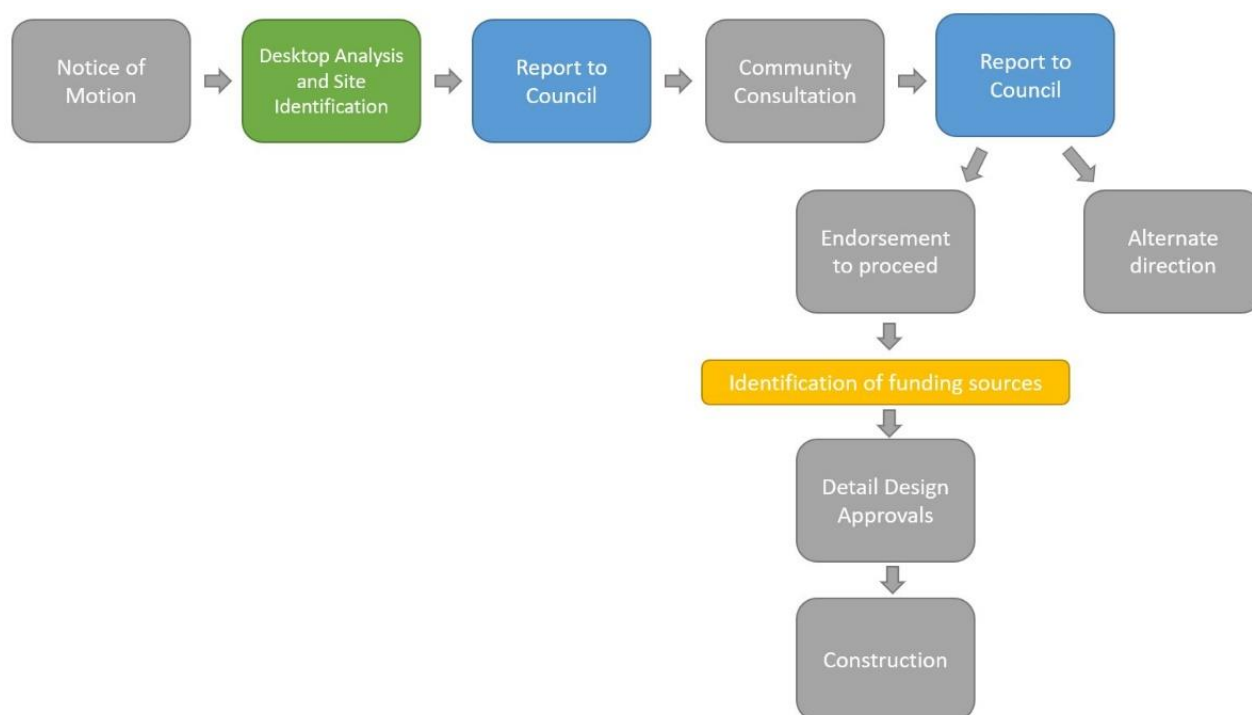 Notice of
Motion
Desktop Analysis
and Site
Identification
Report to
Council
Community
Consultation
Report to
Council
Endorsement
to proceed
Alternate
direction
Identification of funding sources
Detail Design
Approvals
Construction